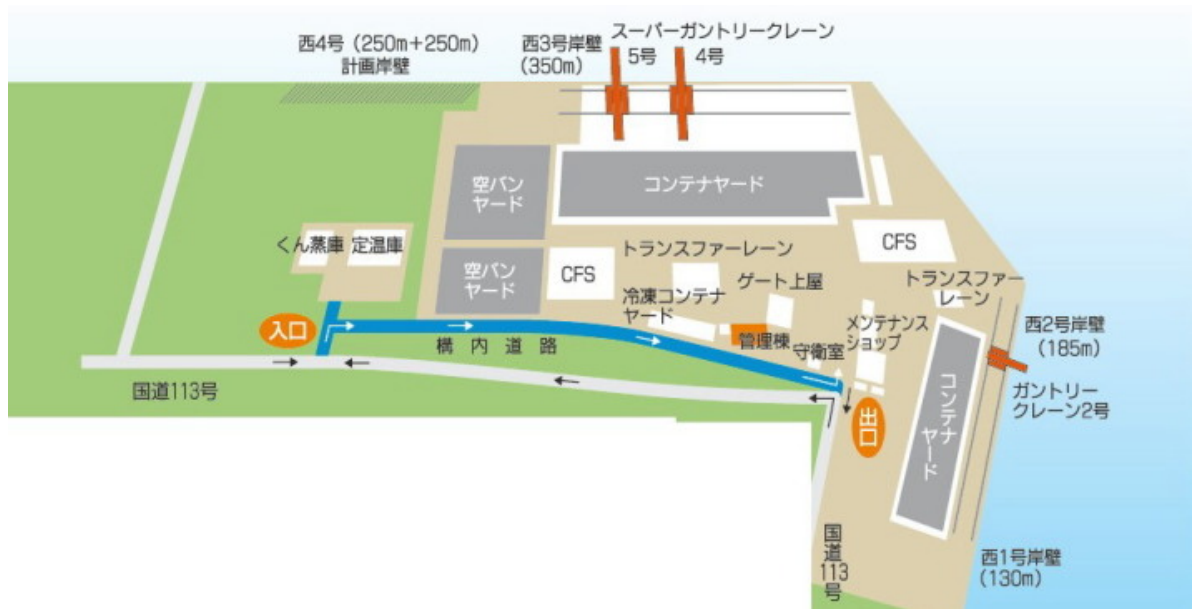 西4号（250m＋250m）
計画岸壁
西3号岸壁
(350m)
スーパーガントリークレーン
5号
4号
空バン
ヤード
コンテナヤード
くん蒸庫
定温庫
空バン
ヤード
CFS
トランスファーレーン
CFS
冷凍コンテナ
ヤード
ゲート上屋
トランスファー
レーン
入口
構内道路
管理棟
守衛室
メンテナンス
ショップ
西2号岸壁
(185m)
国道113号
出口
コンテナ
ヤード
ガントリー
クレーン2号
国道113号
西1号岸壁
(130m)